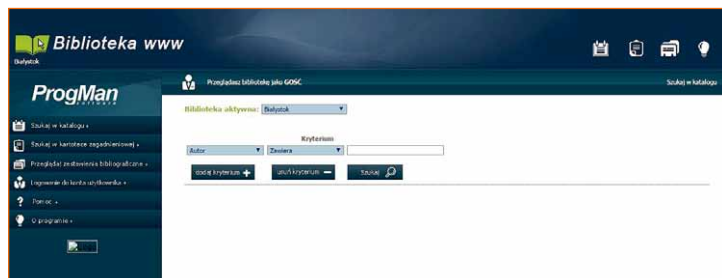 Biblioteka www
Białystok
ProgMan
SOFTWARE
Przeglądasz bibliotekę jako GOŚĆ
Szukaj w katalogu
Biblioteka aktywna: Białystok
Szukaj w katalogu
Szukaj w kartotece zagadnieniowej
Przeglądaj zestawienia bibliograficzne
Logowanie do konta użytkownika
Pomoc
O programie
Kryterium
Autor Zawiera
dodaj kryterium usuń kryterium Szukaj